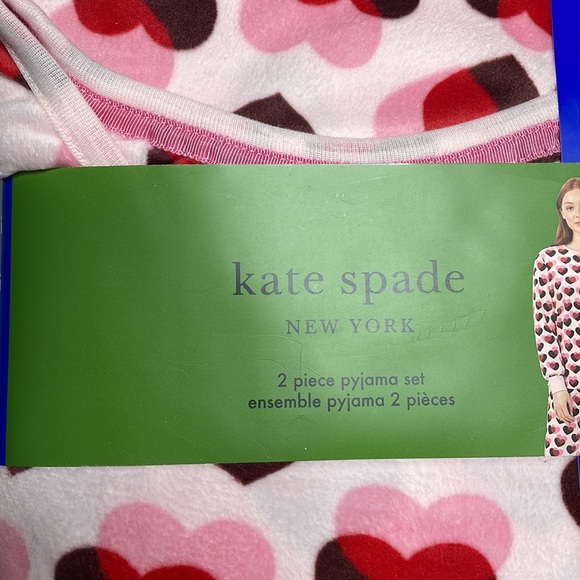 kate spade
NEW YORK
2 piece pyjama set
ensemble pyjama 2 pièces